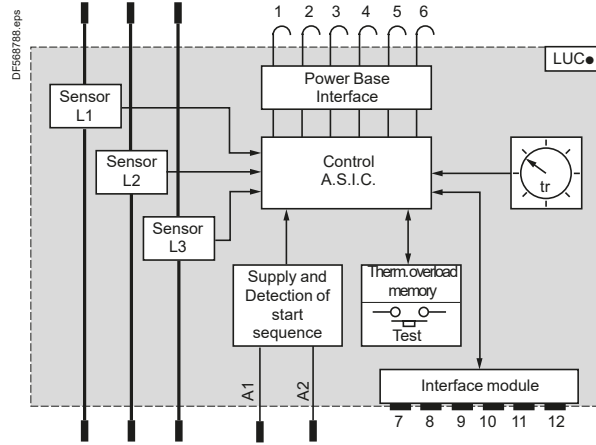 DF568788.eps
1 2 3 4 5 6
LUC●
Power Base
Interface
Sensor
L1
Sensor
L2
Sensor
L3
Control
A.S.I.C.
tr
Supply and
Detection of
start
sequence
Therm.overload
memory
Test
A1
A2
Interface module
7 8 9 10 11 12